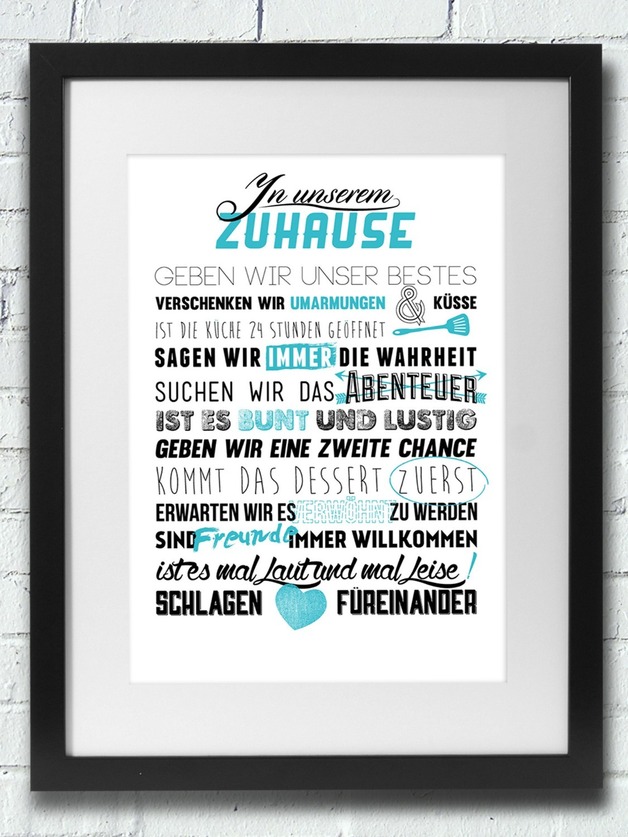 In unserem
ZUHAUSE
GEBEN WIR UNSER BESTES
VERSCHENKEN WIR UMARMUNGEN & KÜSSE
IST DIE KÜCHE 24 STUNDEN GEÖFFNET
SAGEN WIR IMMER DIE WAHRHEIT
SUCHEN WIR DAS ABENTEUER
IST ES BUNT UND LUSTIG
GEBEN WIR EINE ZWEITE CHANCE
KOMMT DAS DESSERT ZUERST
ERWARTEN WIR ES VERWÖHNT ZU WERDEN
SIND Freunde IMMER WILLKOMMEN
ist es mal Laut und mal Leise!
SCHLAGEN FÜREINANDER